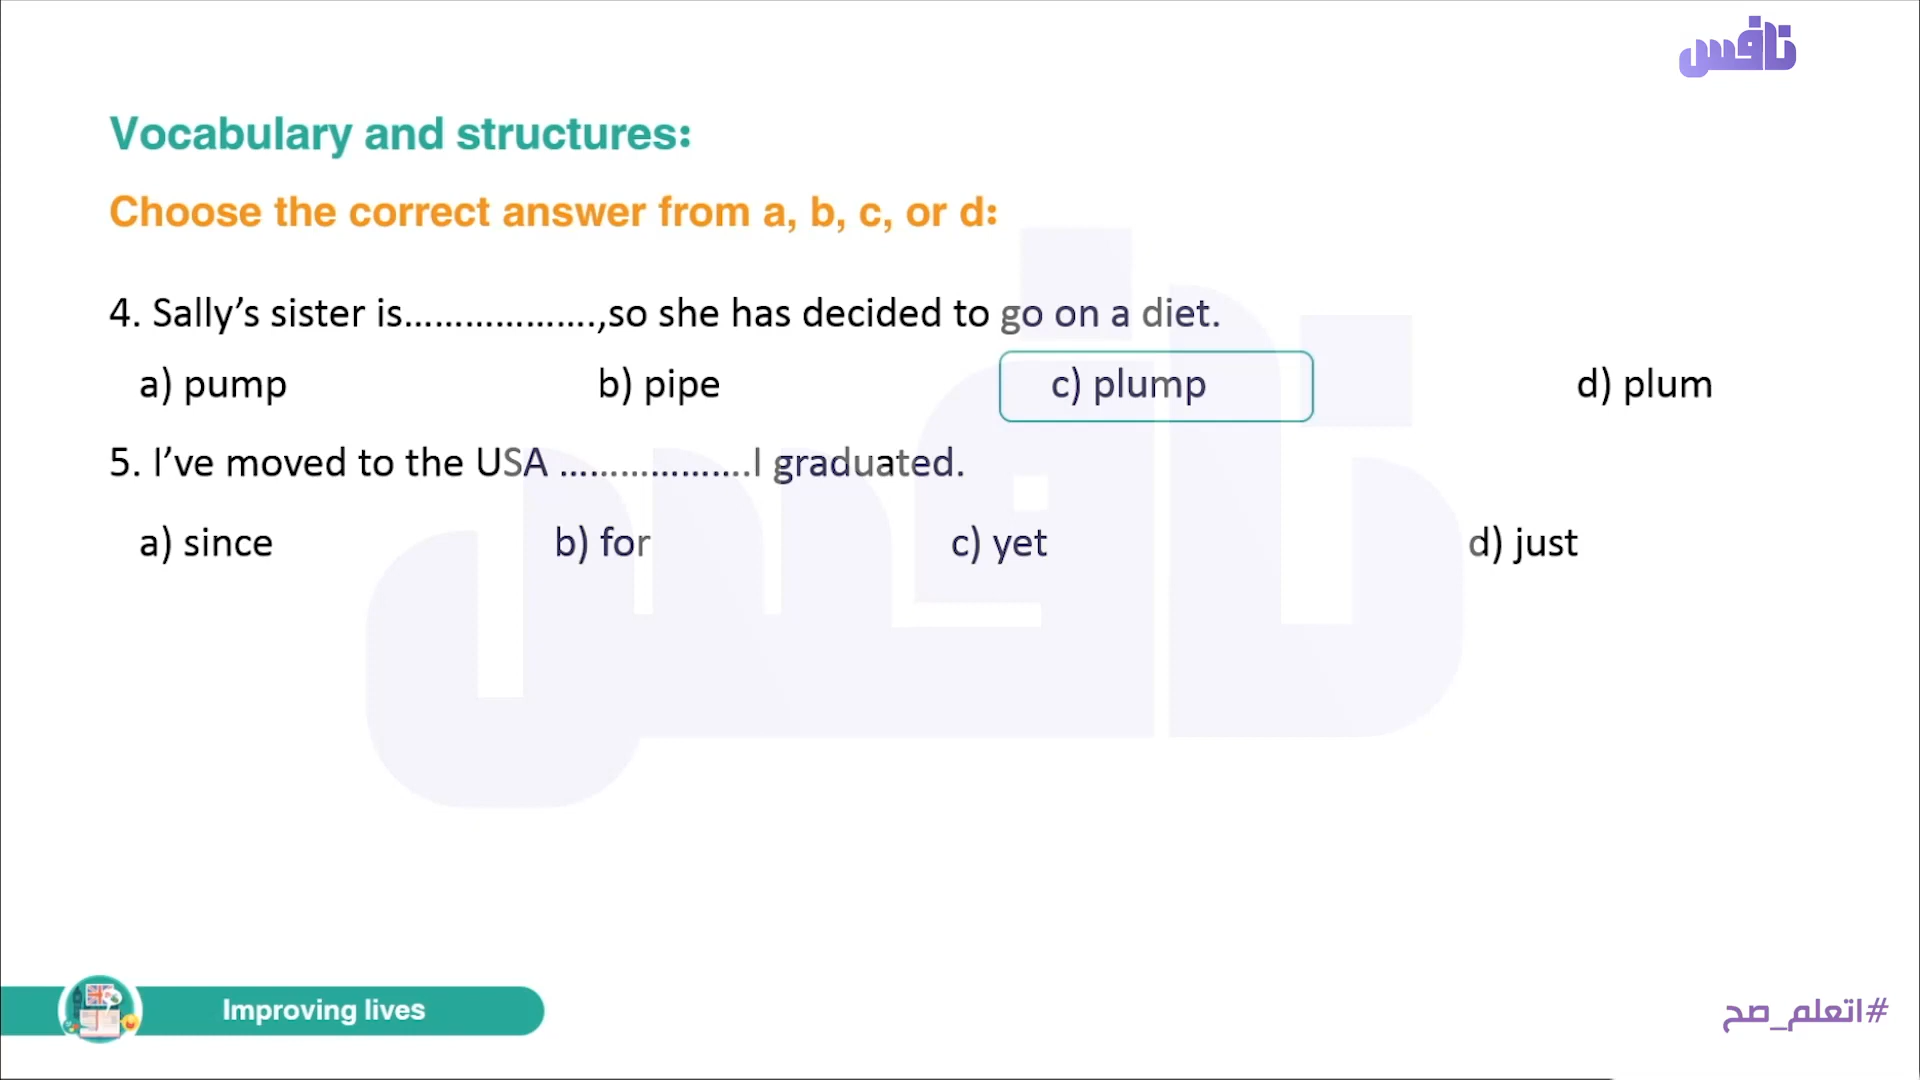 نافس
Vocabulary and structures:
Choose the correct answer from a, b, c, or d:
4. Sally’s sister is...................,so she has decided to go on a diet.
a) pump b) pipe c) plump d) plum
5. I’ve moved to the USA ...................I graduated.
a) since b) for c) yet d) just
Improving lives
#اتعلم_صح